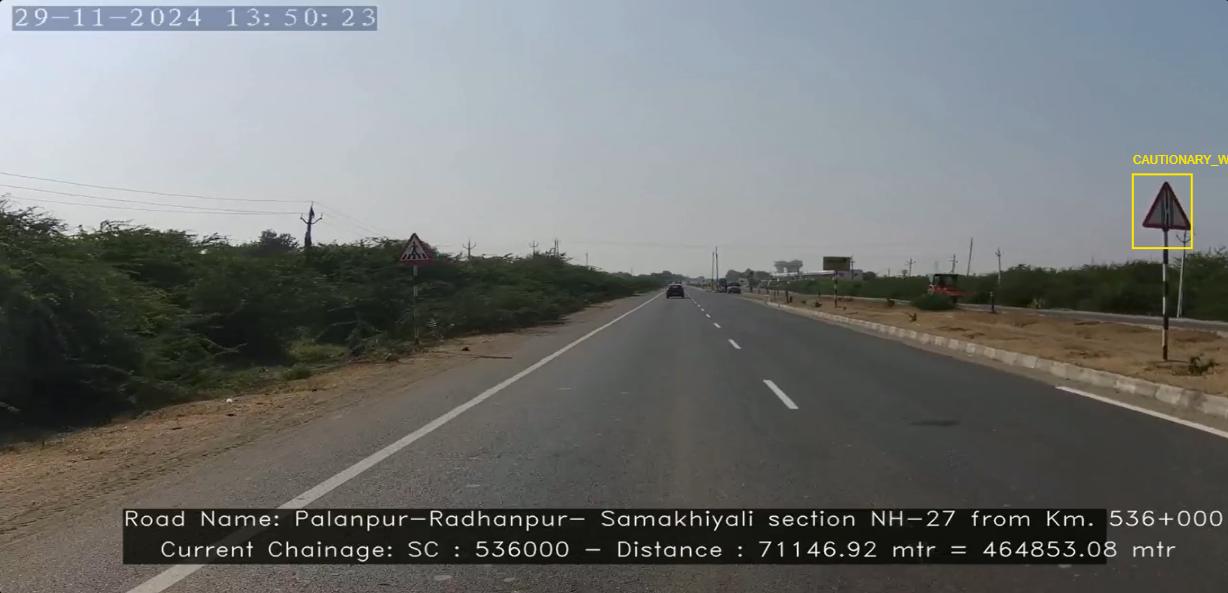 29-11-2024 13:50:23
CAUTIONARY_W
Road Name: Palanpur-Radhanpur- Samakhiyali section NH-27 from Km. 536+000
Current Chainage: SC : 536000 - Distance : 71146.92 mtr = 464853.08 mtr